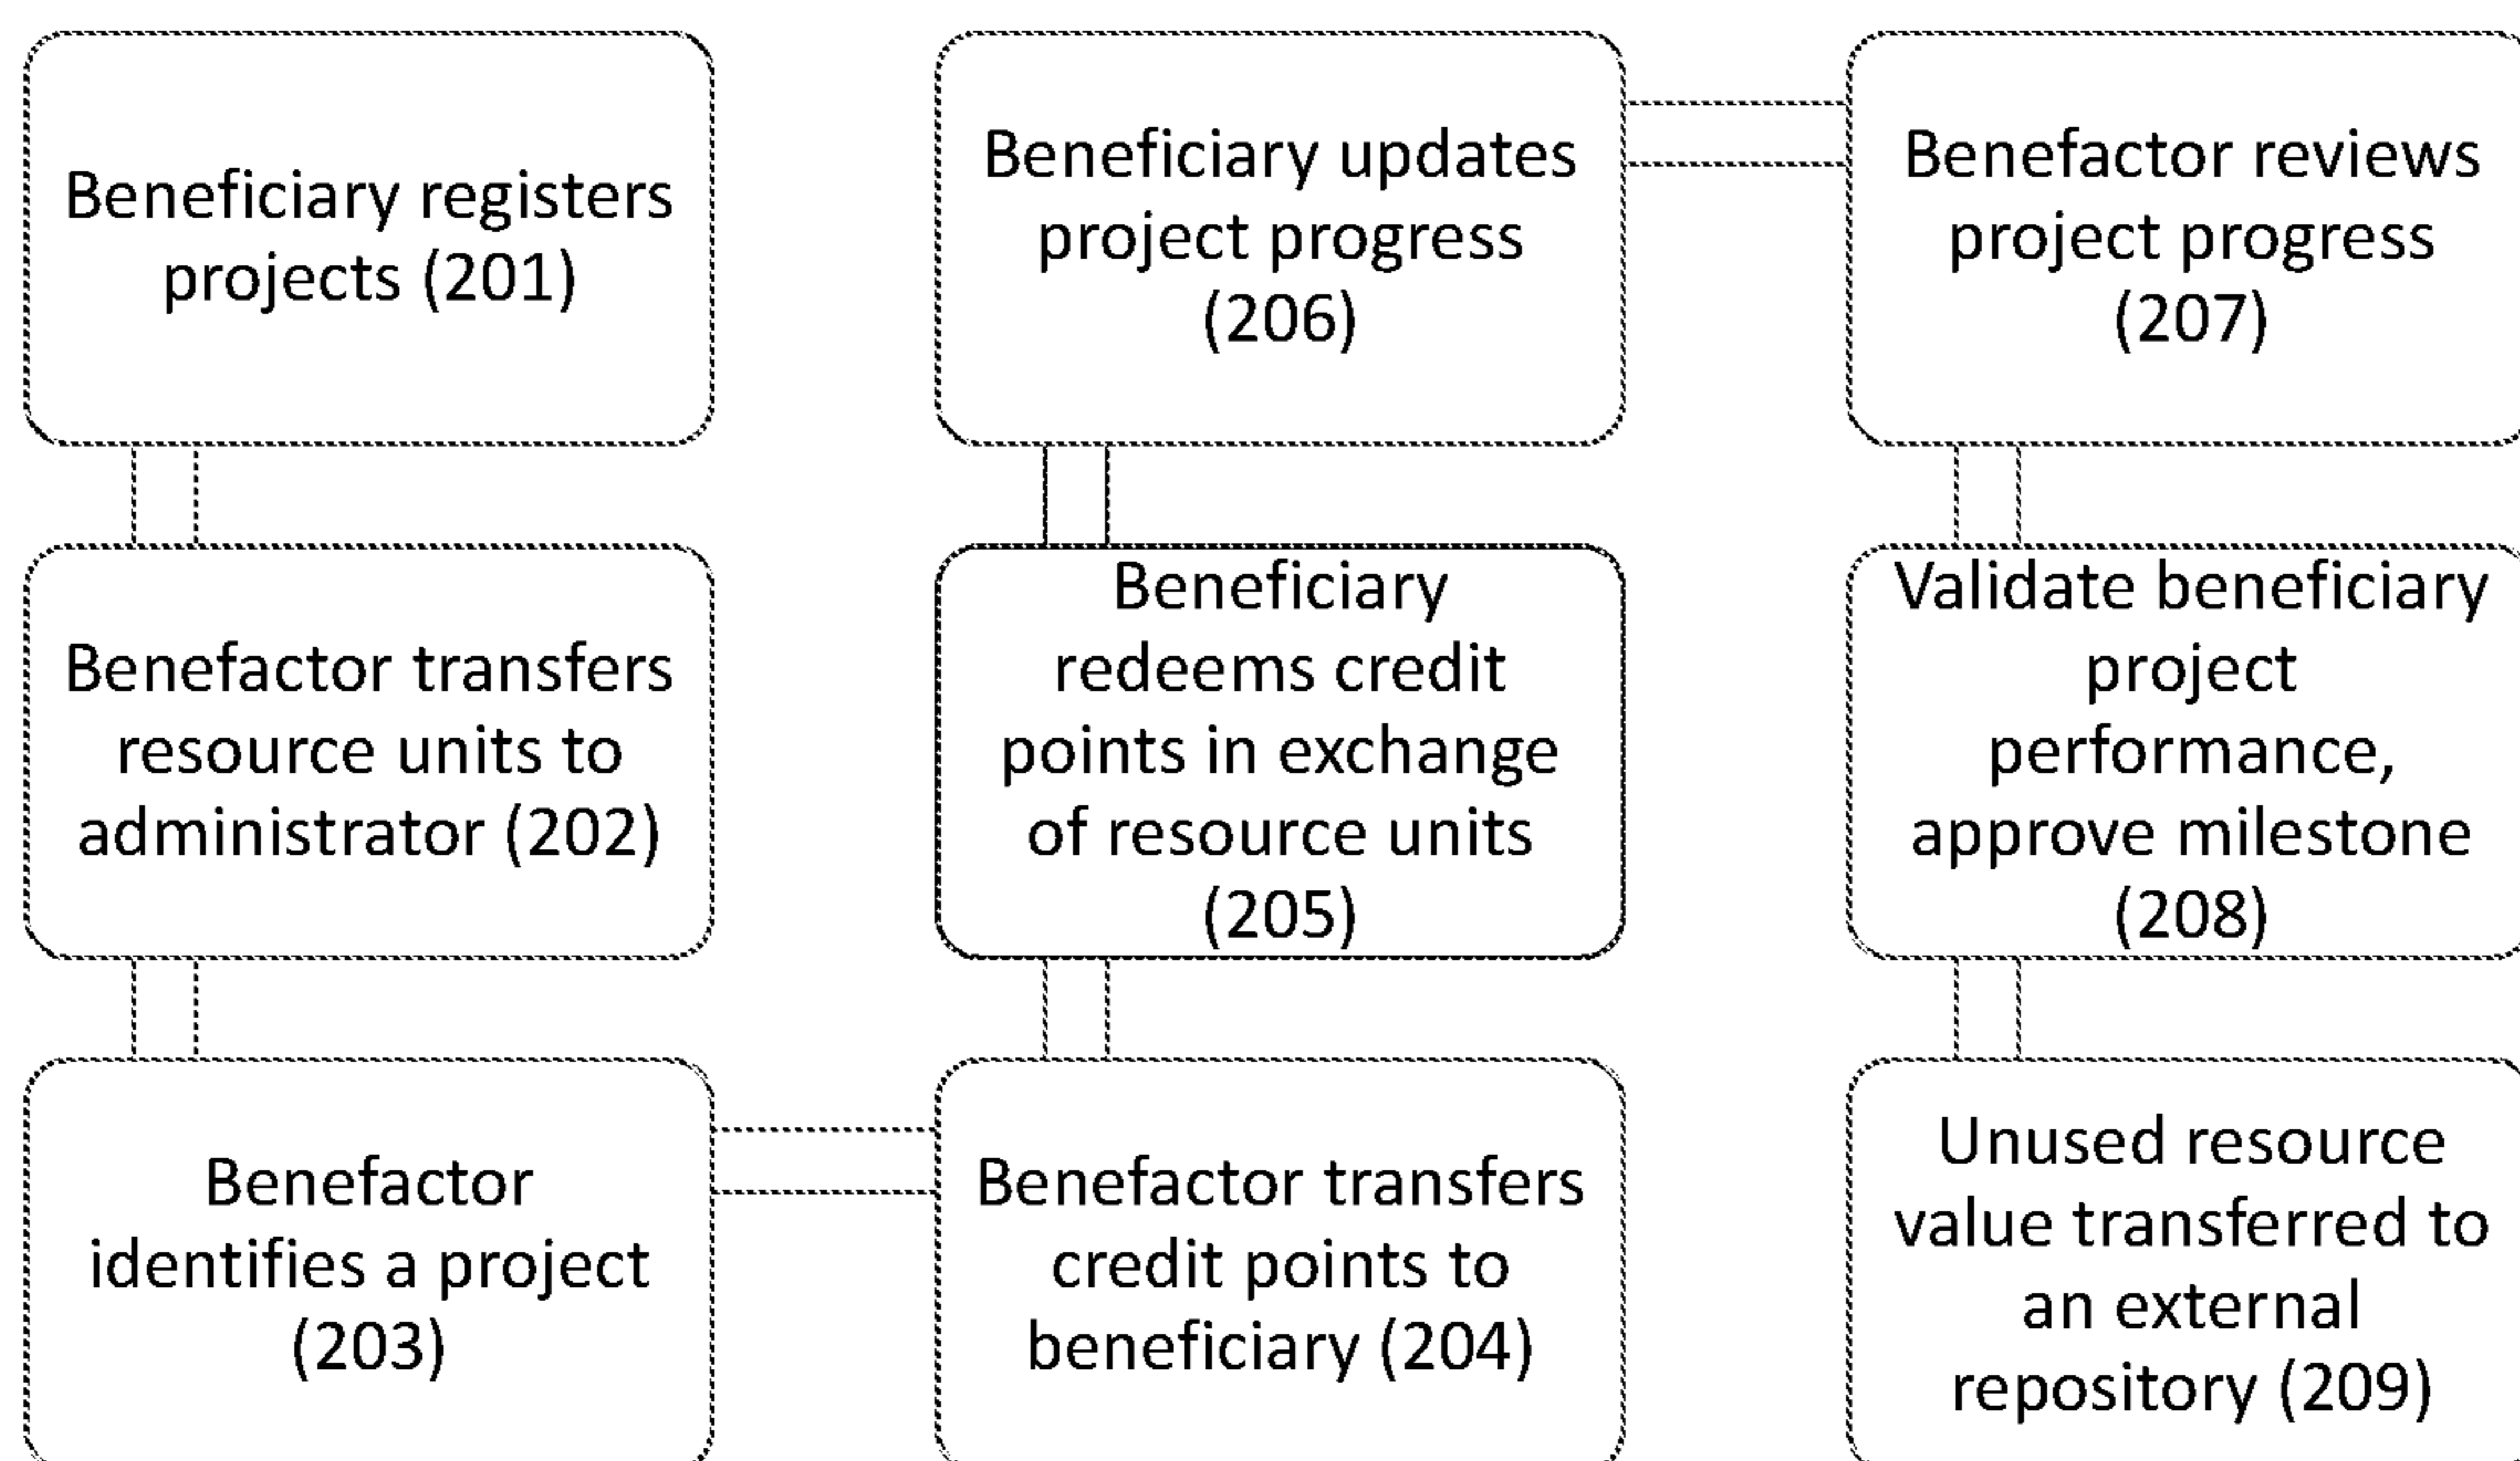 Beneficiary registers
projects (201)
Benefactor transfers
resource units to
administrator (202)
Benefactor
identifies a project
(203)
Benefactor transfers
credit points to
beneficiary (204)
Beneficiary
redeems credit
points in exchange
of resource units
(205)
Beneficiary updates
project progress
(206)
Benefactor reviews
project progress
(207)
Validate beneficiary
project
performance,
approve milestone
(208)
Unused resource
value transferred to
an external
repository (209)